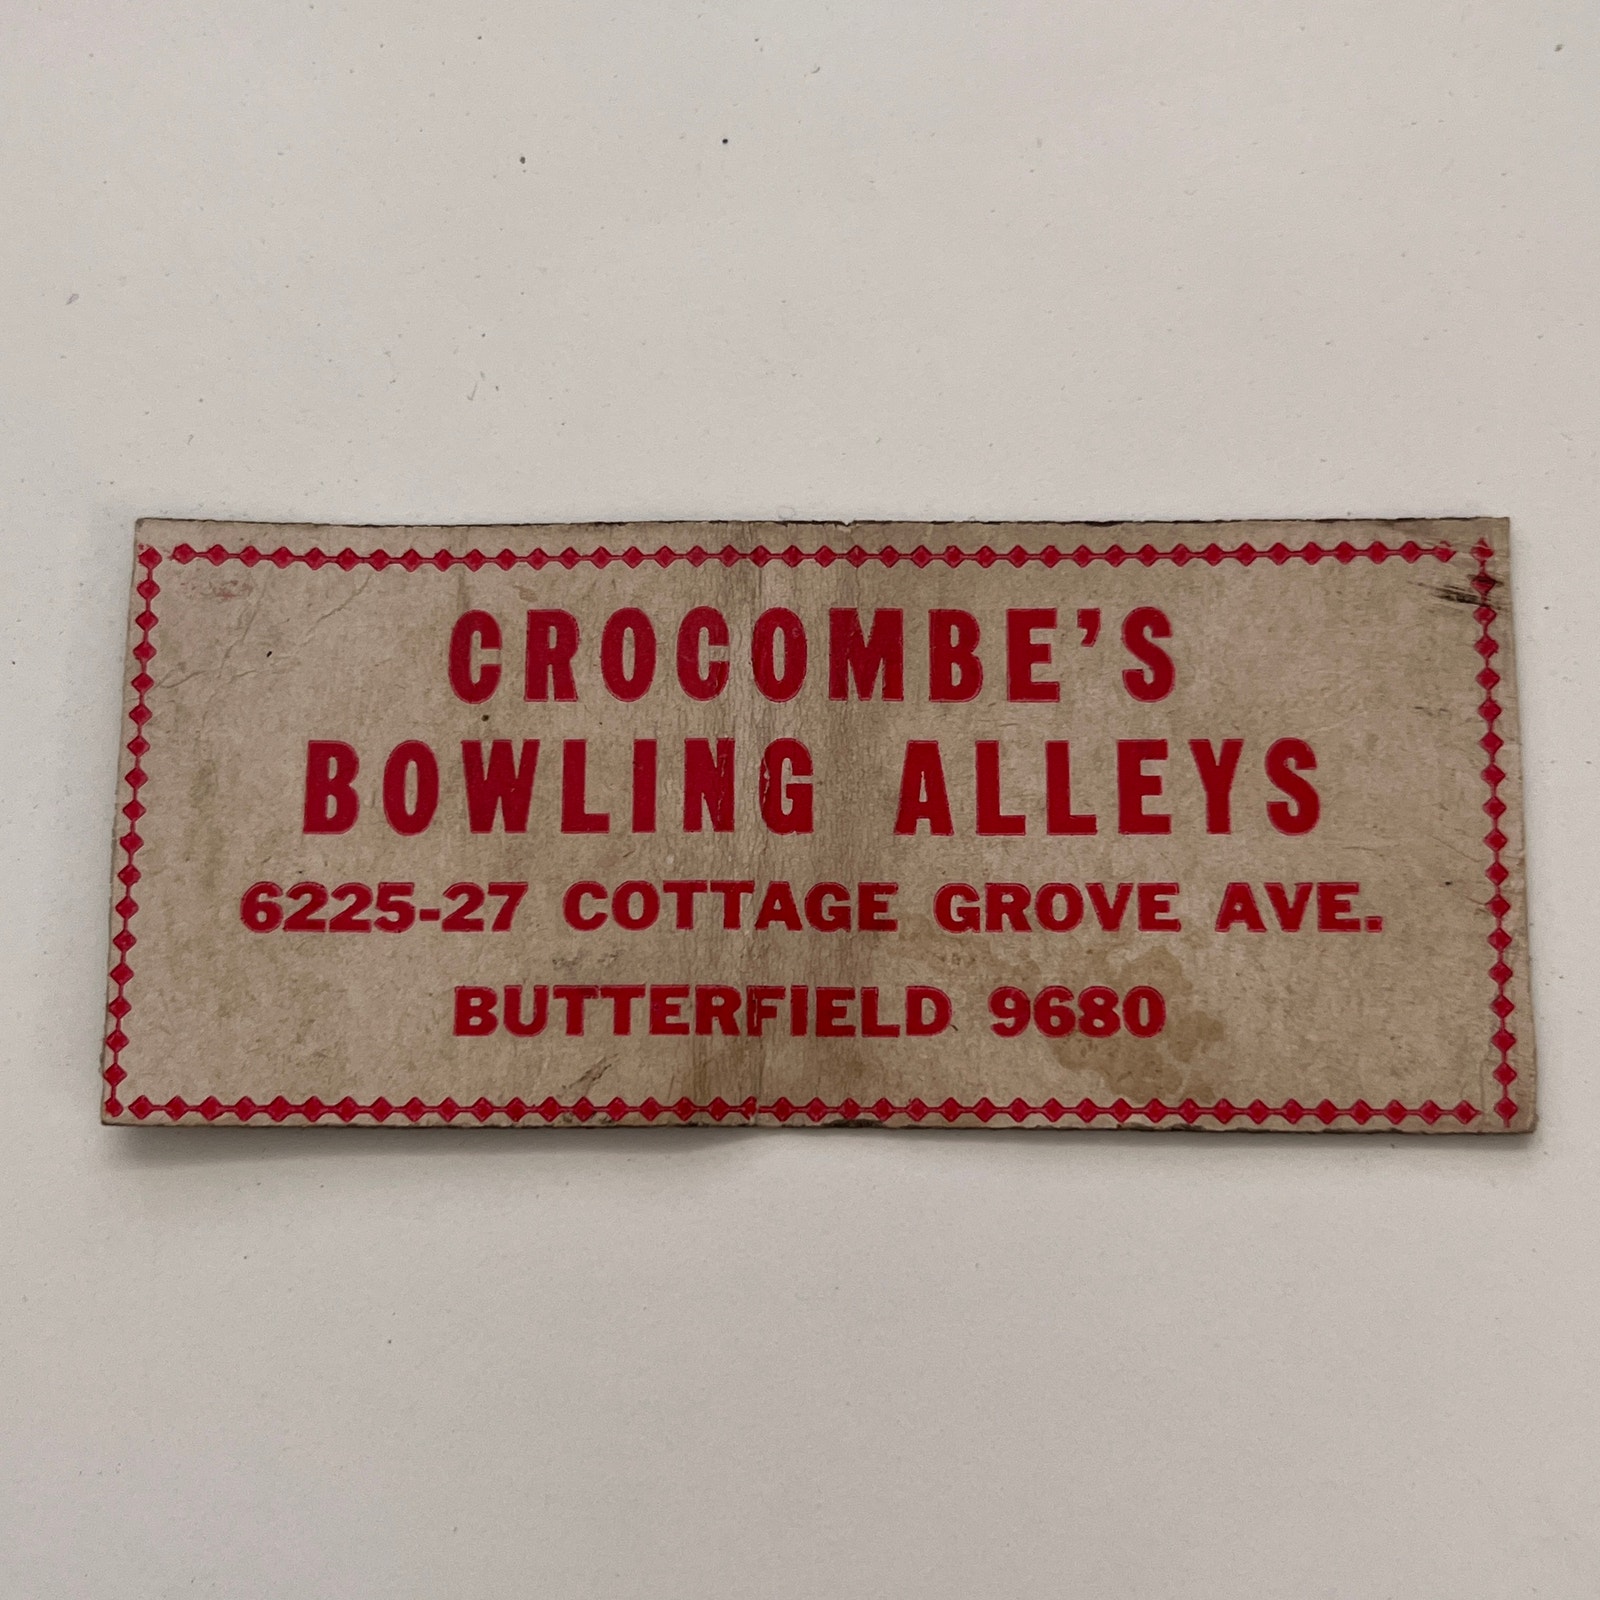 CROCOMBE'S
BOWLING ALLEYS
6225-27 COTTAGE GROVE AVE.
BUTTERFIELD 9680